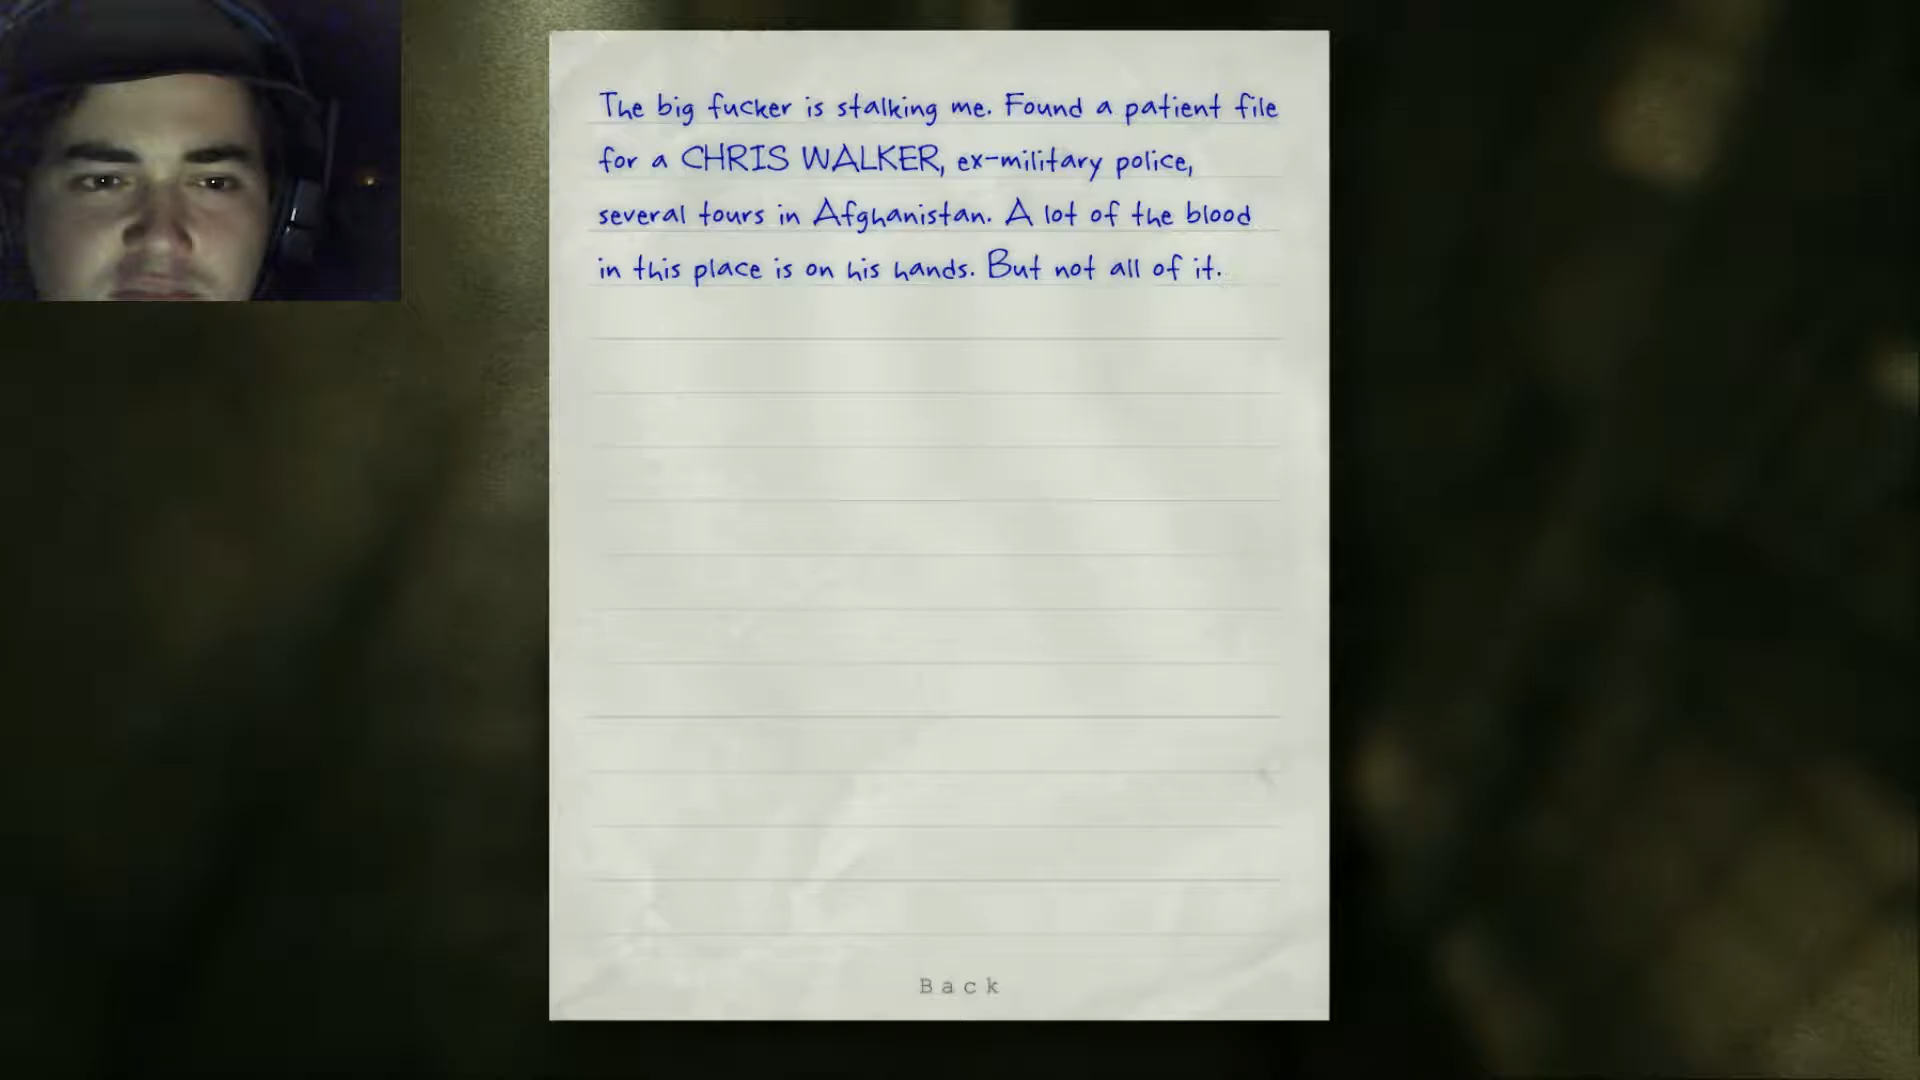 The big fucker is stalking me. Found a patient file
for a CHRIS WALKER, ex-military police,
several tours in Afghanistan. A lot of the blood
in this place is on his hands. But not all of it.
Back